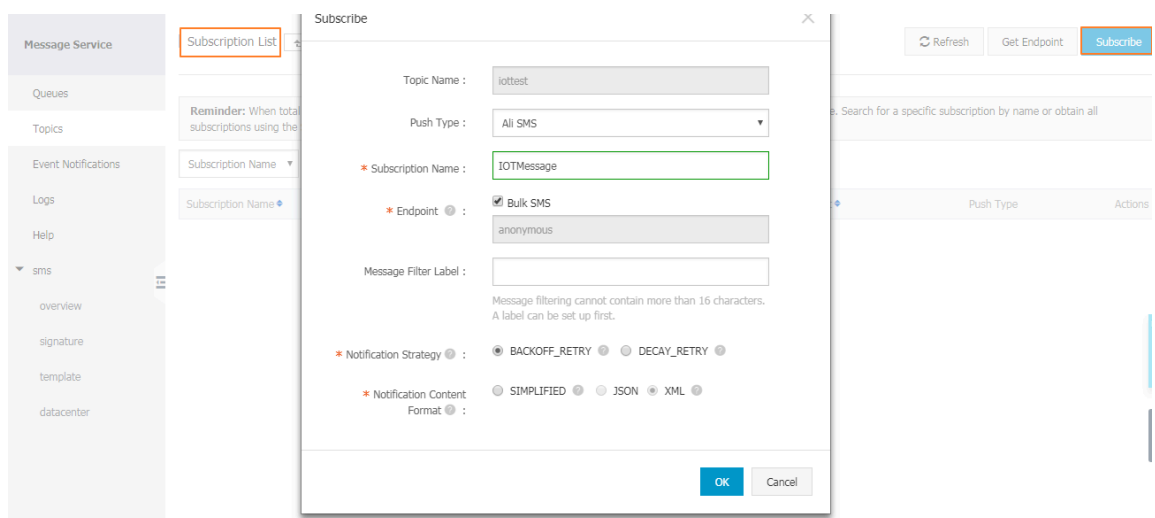 Subscribe
Message Service
Subscription List
Refresh
Get Endpoint
Subscribe
Queues
Topics
Event Notifications
Logs
Help
sms
overview
signature
template
datacenter
Reminder: When total
e. Search for a specific subscription by name or obtain all
subscriptions using the
Subscription Name
Subscription Name
Push Type
Actions
Topic Name :
iottest
Push Type :
Ali SMS
* Subscription Name :
IOTMessage
* Endpoint ? :
Bulk SMS
anonymous
Message Filter Label :
Message filtering cannot contain more than 16 characters.
A label can be set up first.
* Notification Strategy ? :
BACKOFF_RETRY ? DECAY_RETRY ?
* Notification Content
Format ? :
SIMPLIFIED ? JSON XML ?
OK
Cancel